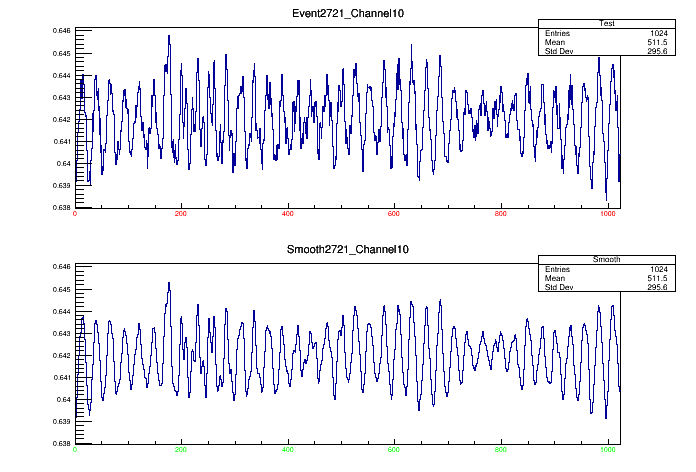 Event2721_Channel10
Test
Entries 1024
Mean 511.5
Std Dev 295.6
0.646
0.645
0.644
0.643
0.642
0.641
0.64
0.639
0.638
0 200 400 600 800 1000
Smooth2721_Channel10
Smooth
Entries 1024
Mean 511.5
Std Dev 295.6
0.646
0.645
0.644
0.643
0.642
0.641
0.64
0.639
0.638
0 200 400 600 800 1000